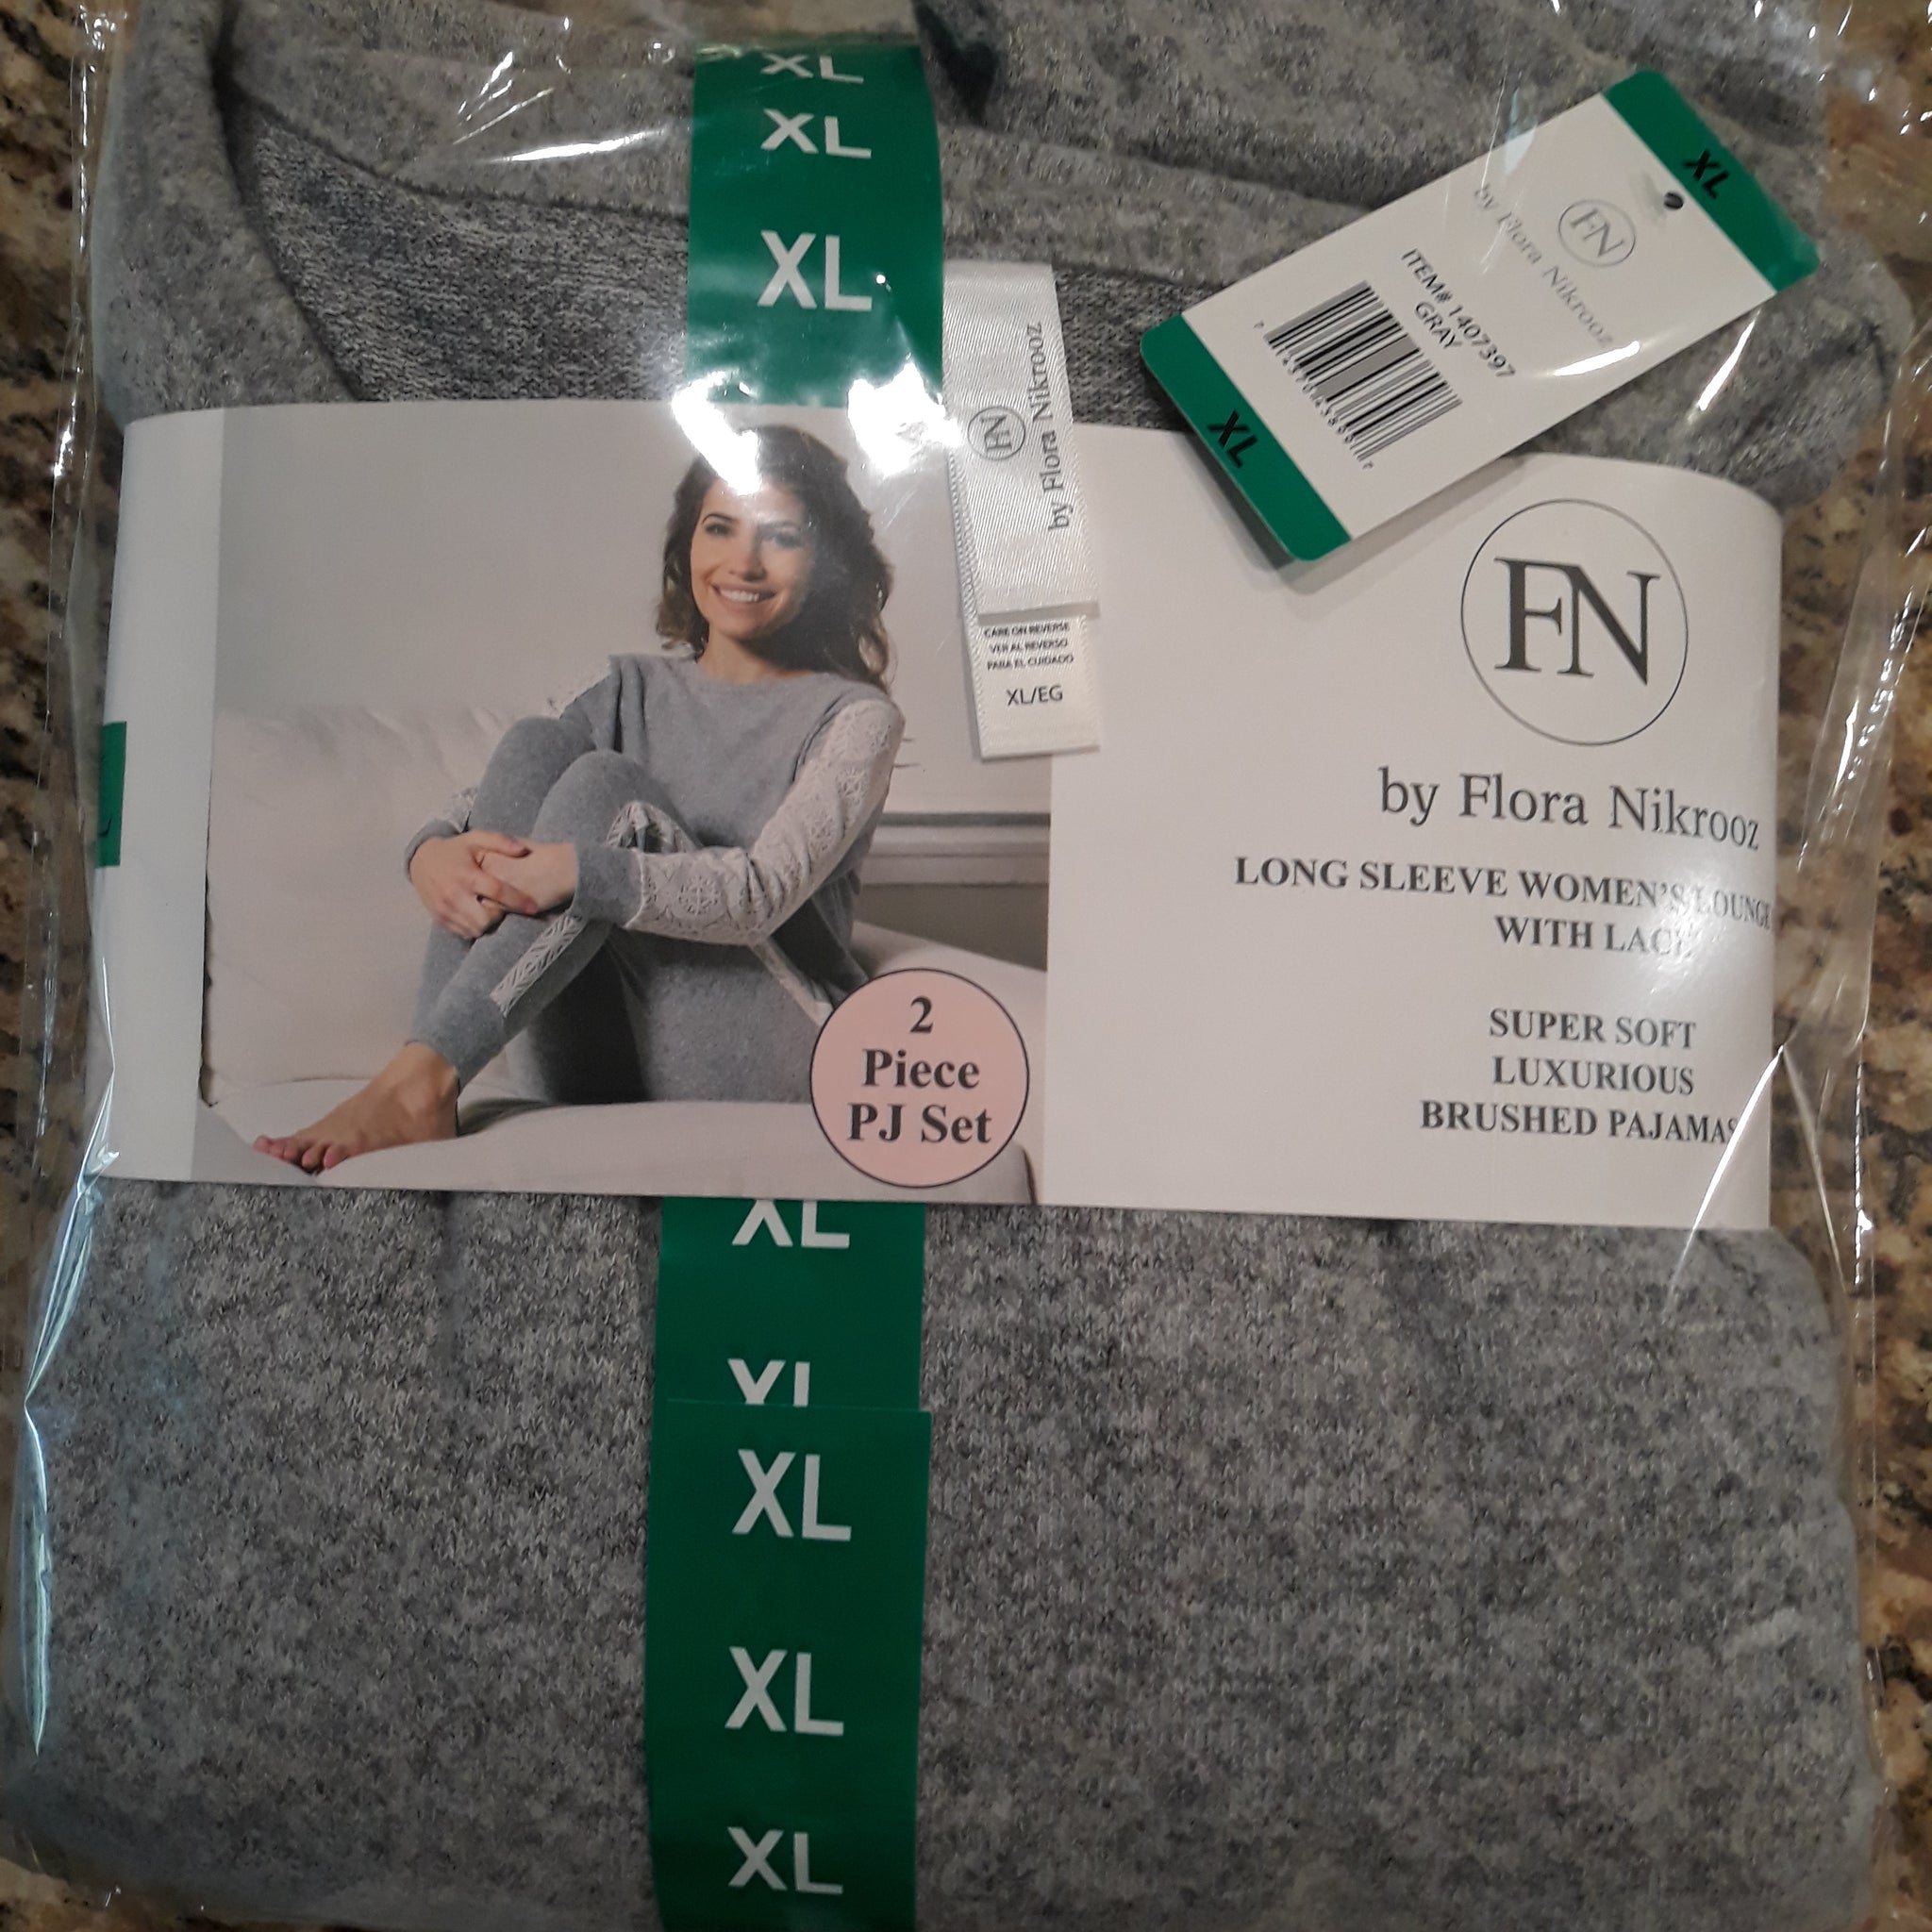 XL
XL
XL
XL
FN
by Flora Nikrooz
ITEM# 1407397
GRAY
XL
FN
by Flora Nikrooz
CARE ON REVERSE
VER AL REVERSO
PARA EL CUIDADO
XL/EG
FN
by Flora Nikrooz
LONG SLEEVE WOMEN'S LOUNGE
WITH LACE
SUPER SOFT
LUXURIOUS
BRUSHED PAJAMAS
2
Piece
PJ Set
XL
XL
XL
XL
XL